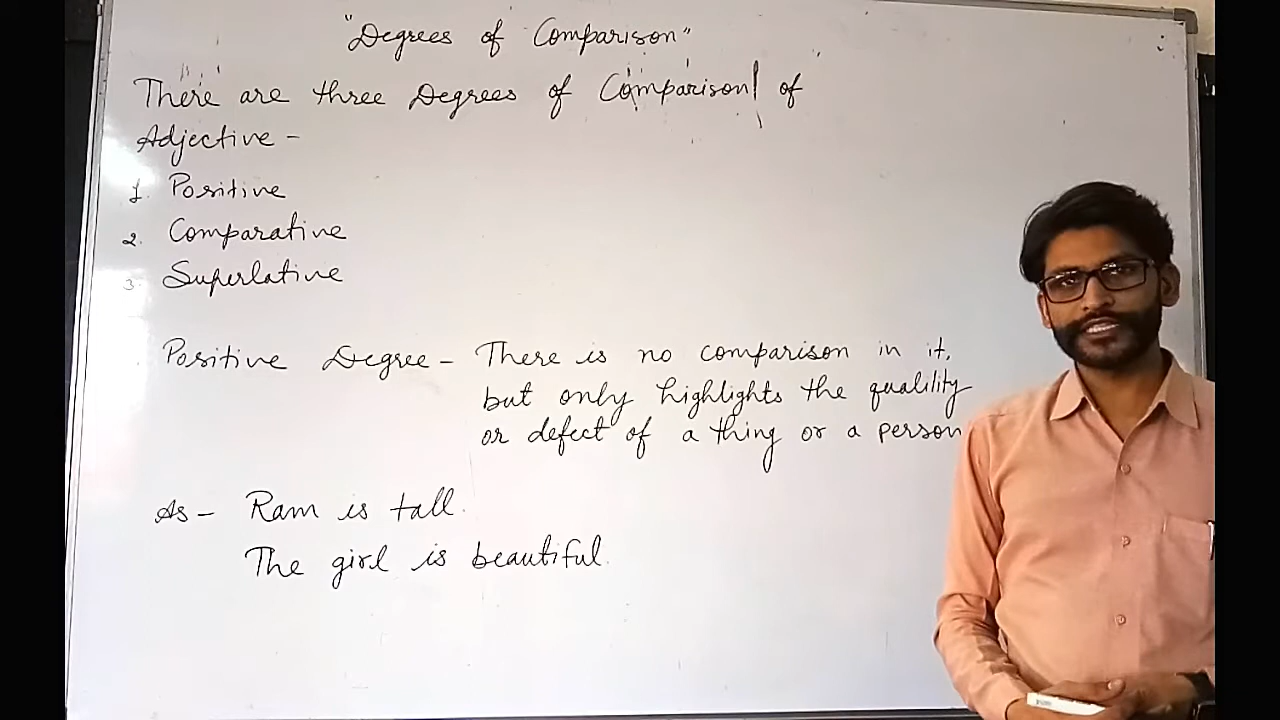 "Degrees of Comparison"
There are three Degrees of Comparison of
Adjective -
1. Positive
2. Comparative
3. Superlative
Positive Degree - There is no comparison in it,
but only highlights the quality
or defect of a thing or a person
As - Ram is tall.
The girl is beautiful.